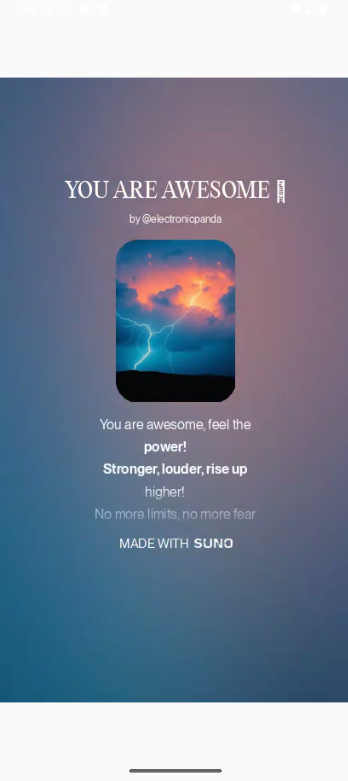 YOU ARE AWESOME
by @electronicpanda
You are awesome, feel the
power!
Stronger, louder, rise up
higher!
No more limits, no more fear
MADE WITH SUNO